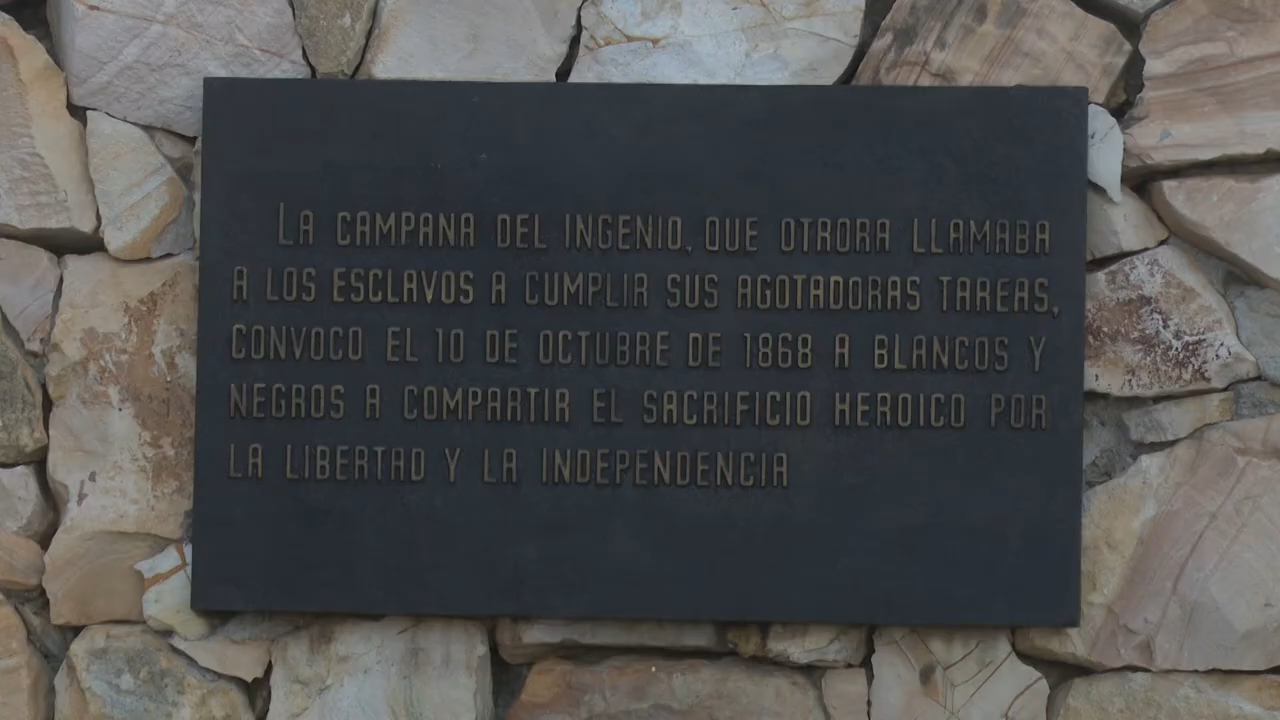 LA CAMPANA DEL INGENIO, QUE OTRORA LLAMABA
A LOS ESCLAVOS A CUMPLIR SUS AGOTADORAS TAREAS,
CONVOCO EL 10 DE OCTUBRE DE 1868 A BLANCOS Y
NEGROS A COMPARTIR EL SACRIFICIO HEROICO POR
LA LIBERTAD Y LA INDEPENDENCIA